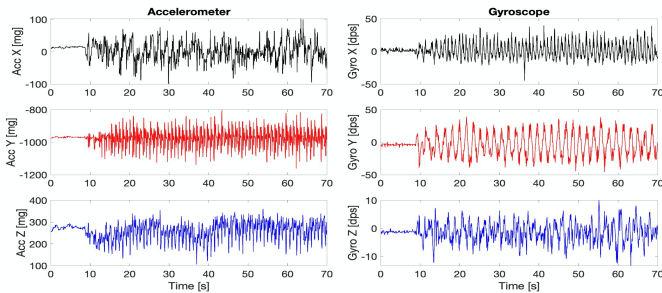 Accelerometer
Acc X [mg]
100
0
-100
0 10 20 30 40 50 60 70
Acc Y [mg]
-800
-1000
-1200
0 10 20 30 40 50 60 70
Acc Z [mg]
400
300
200
100
0 10 20 30 40 50 60 70
Time [s]
Gyroscope
Gyro X [dps]
50
0
-50
0 10 20 30 40 50 60 70
Gyro Y [dps]
50
0
-50
0 10 20 30 40 50 60 70
Gyro Z [dps]
10
0
-10
0 10 20 30 40 50 60 70
Time [s]